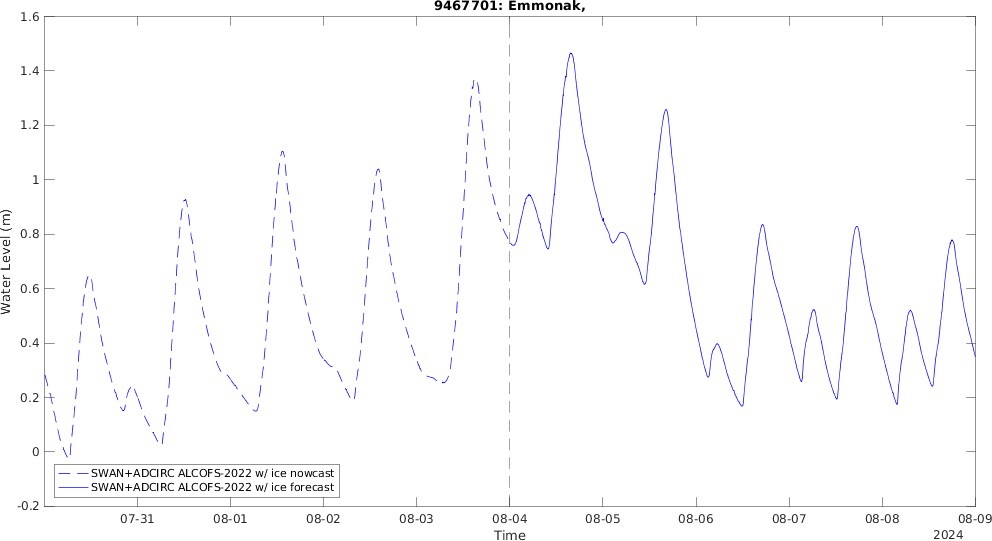 9467701: Emmonak,
1.6
1.4
1.2
1
0.8
0.6
0.4
0.2
0
-0.2
Water Level (m)
SWAN+ADCIRC ALCOFS-2022 w/ ice nowcast
SWAN+ADCIRC ALCOFS-2022 w/ ice forecast
07-31 08-01 08-02 08-03 08-04 08-05 08-06 08-07 08-08 08-09
Time
2024